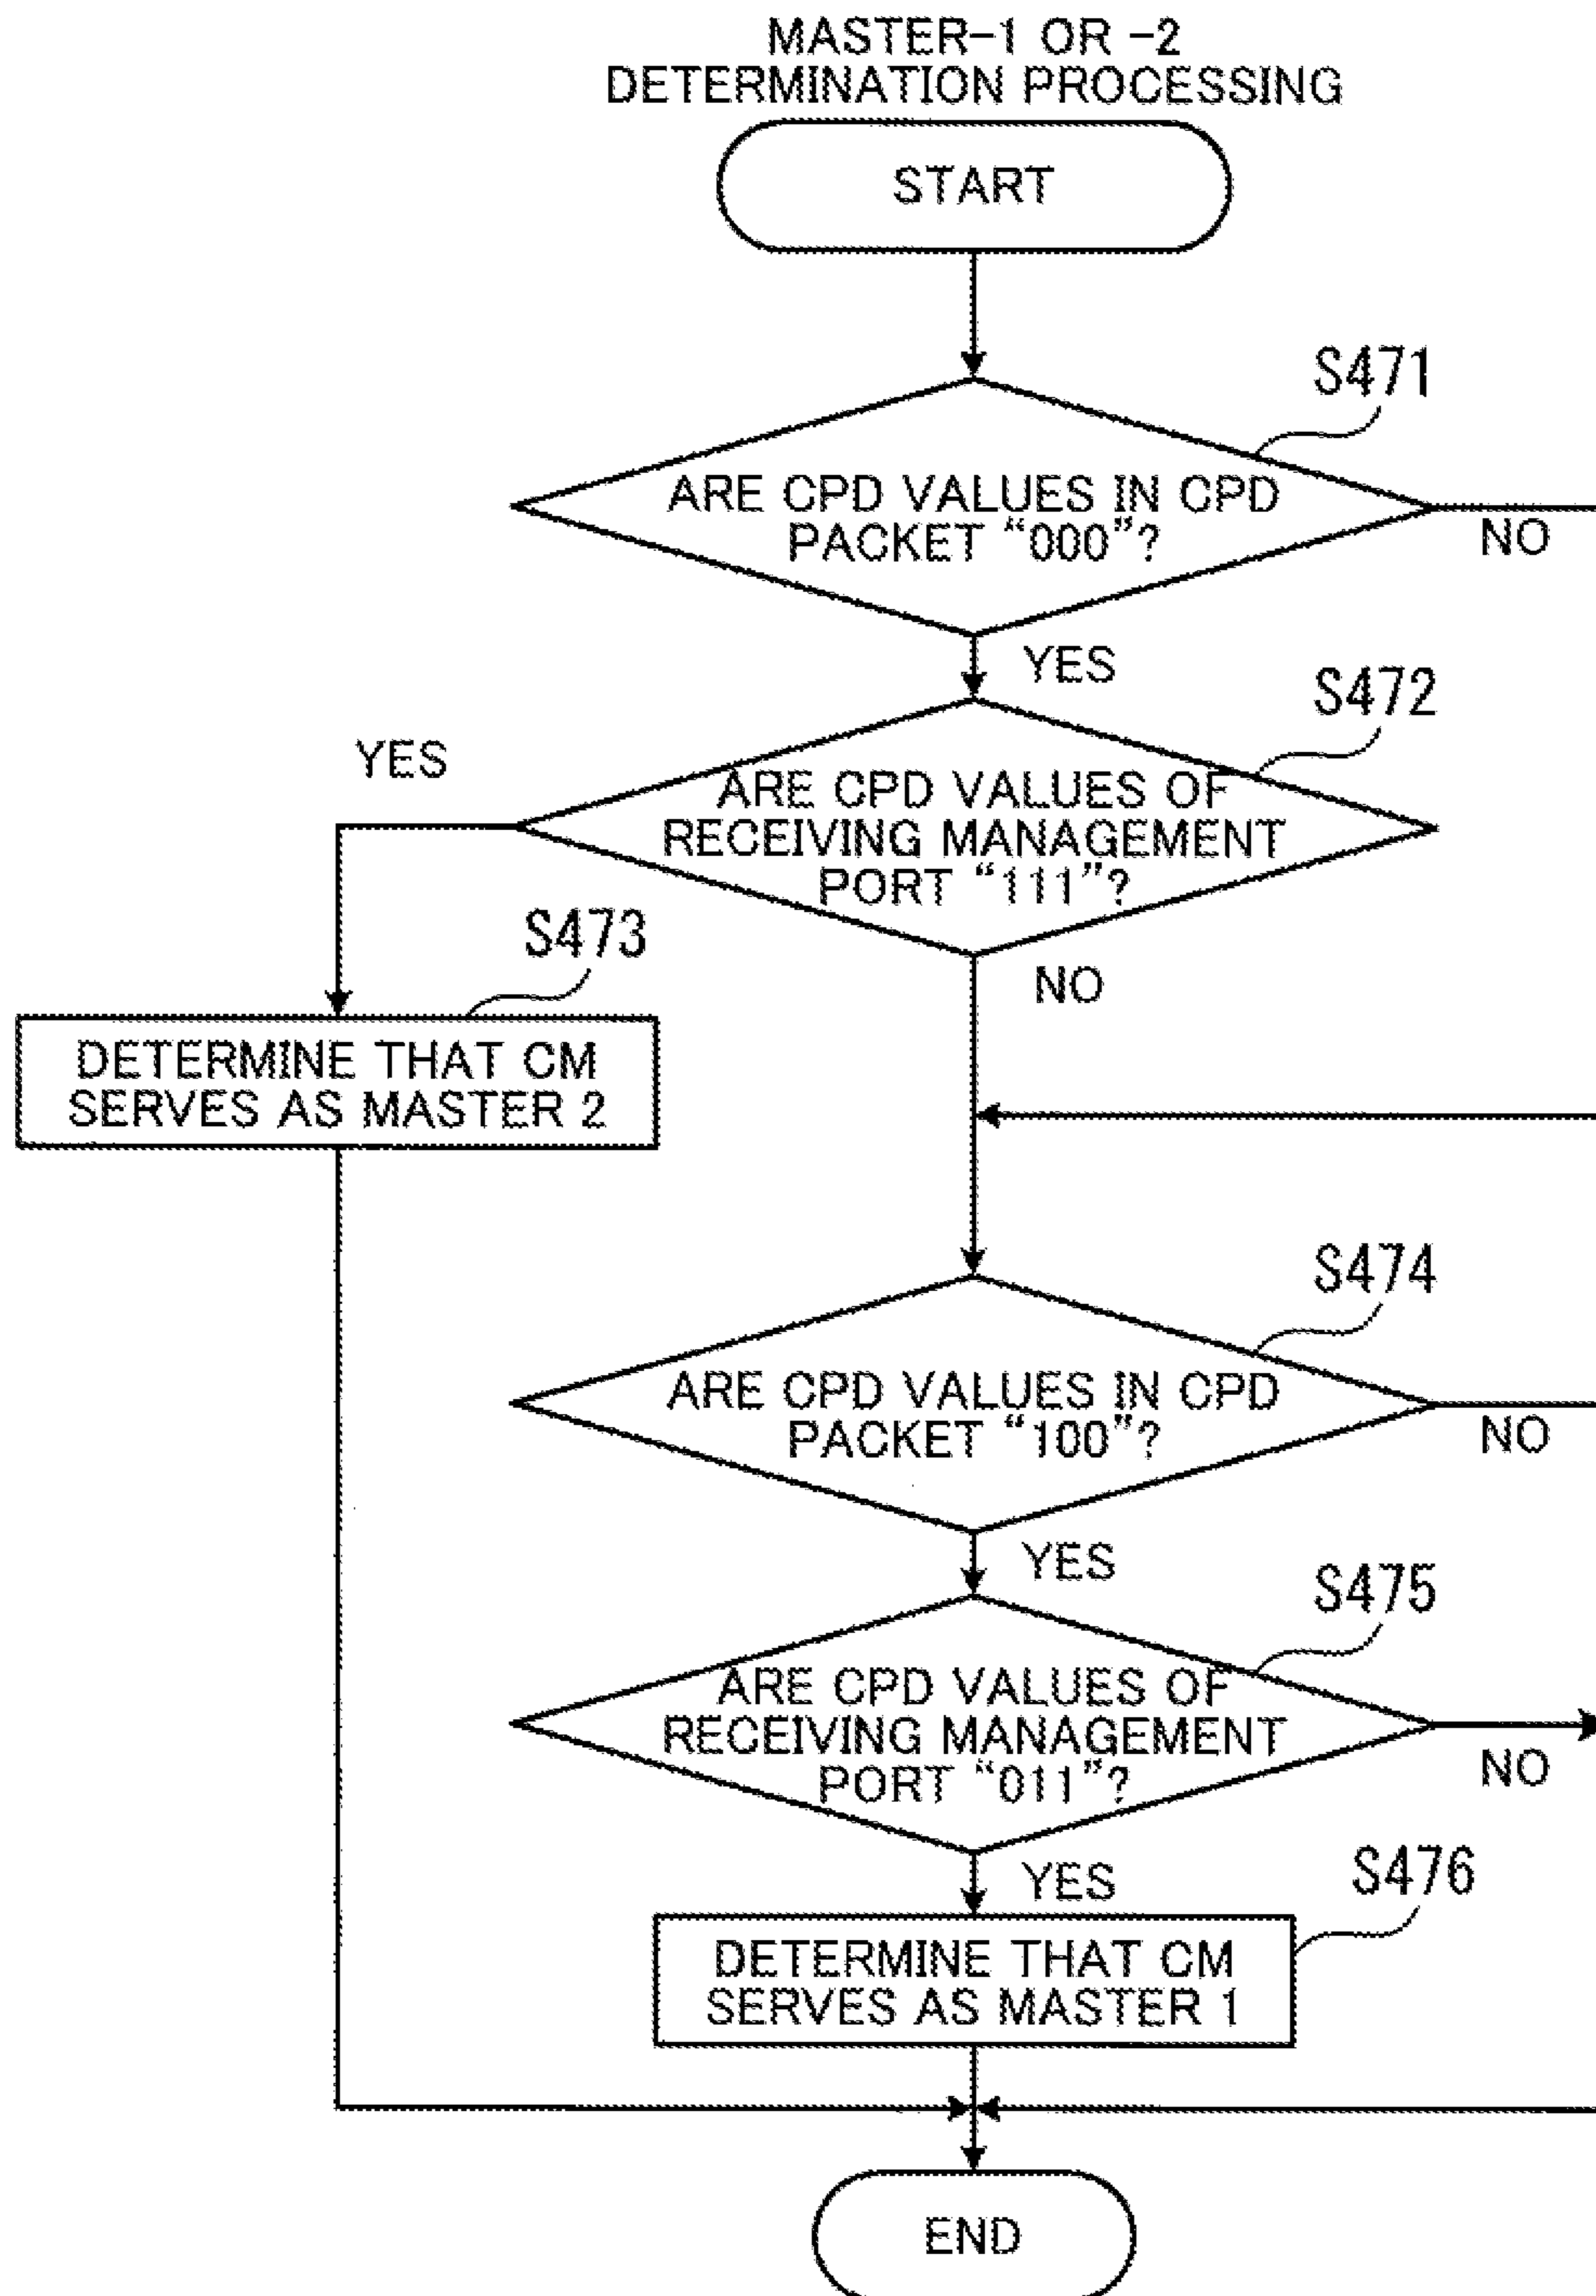 MASTER-1 OR -2
DETERMINATION PROCESSING
START
S471
ARE CPD VALUES IN CPD
PACKET “000”?
NO
YES
S472
YES
ARE CPD VALUES OF
RECEIVING MANAGEMENT
PORT “111”?
S473
NO
DETERMINE THAT CM
SERVES AS MASTER 2
S474
ARE CPD VALUES IN CPD
PACKET “100”?
NO
YES
S475
ARE CPD VALUES OF
RECEIVING MANAGEMENT
PORT “011”?
NO
YES
S476
DETERMINE THAT CM
SERVES AS MASTER 1
END